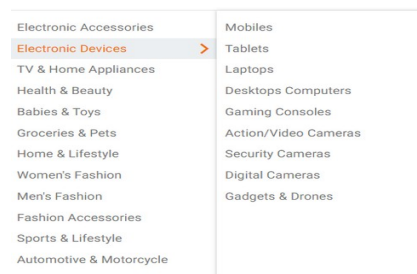 Electronic Accessories
Electronic Devices
TV & Home Appliances
Health & Beauty
Babies & Toys
Groceries & Pets
Home & Lifestyle
Women's Fashion
Men's Fashion
Fashion Accessories
Sports & Lifestyle
Automotive & Motorcycle
Mobiles
Tablets
Laptops
Desktops Computers
Gaming Consoles
Action/Video Cameras
Security Cameras
Digital Cameras
Gadgets & Drones